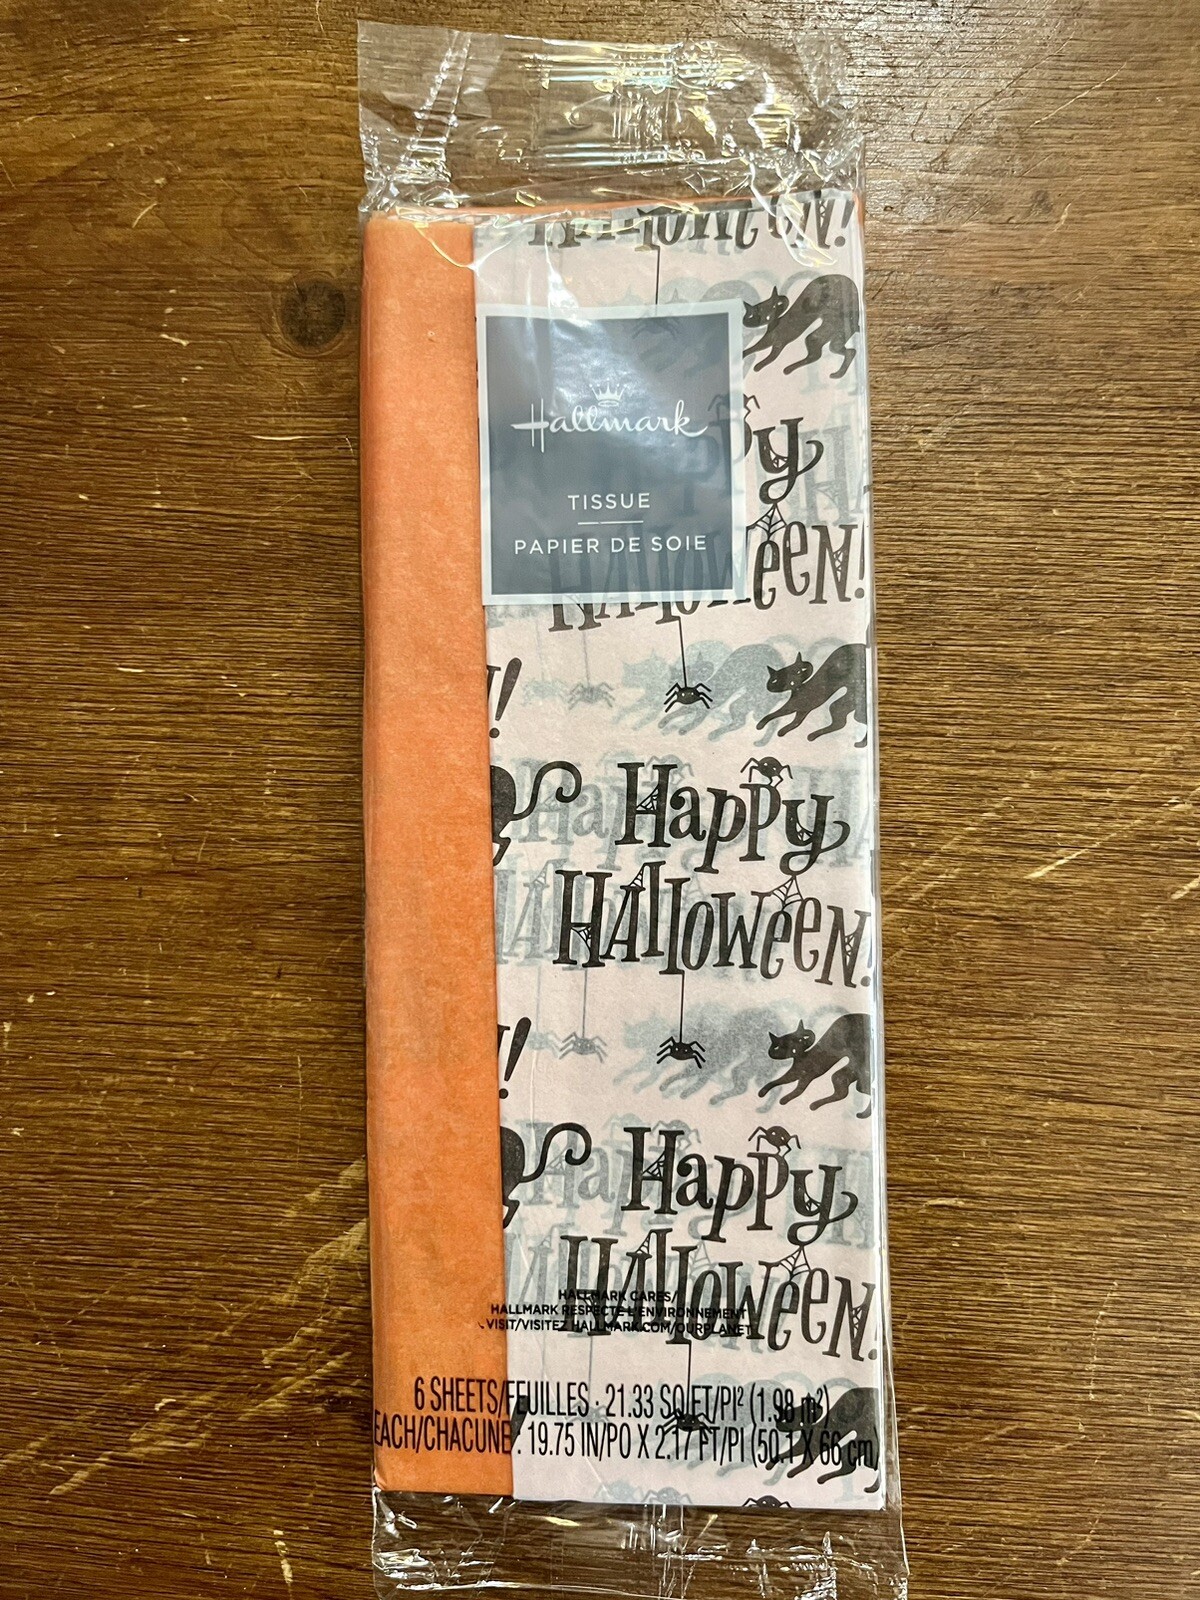 HAllOWeeN!
Hallmark
TISSUE
PAPIER DE SOIE
py
HAllOWeeN!
!
Happy
HAllOWeeN!
!
Happy
HAllOWeeN!
HALLMARK CARES/
HALLMARK RESPECTE L'ENVIRONNEMENT
VISIT/VISITEZ HALLMARK.COM/OURPLANET
6 SHEETS/FEUILLES · 21.33 SQ FT/PI² (1.98 m²)
EACH/CHACUNE : 19.75 IN/PO X 2.17 FT/PI (50.1 X 66 cm)